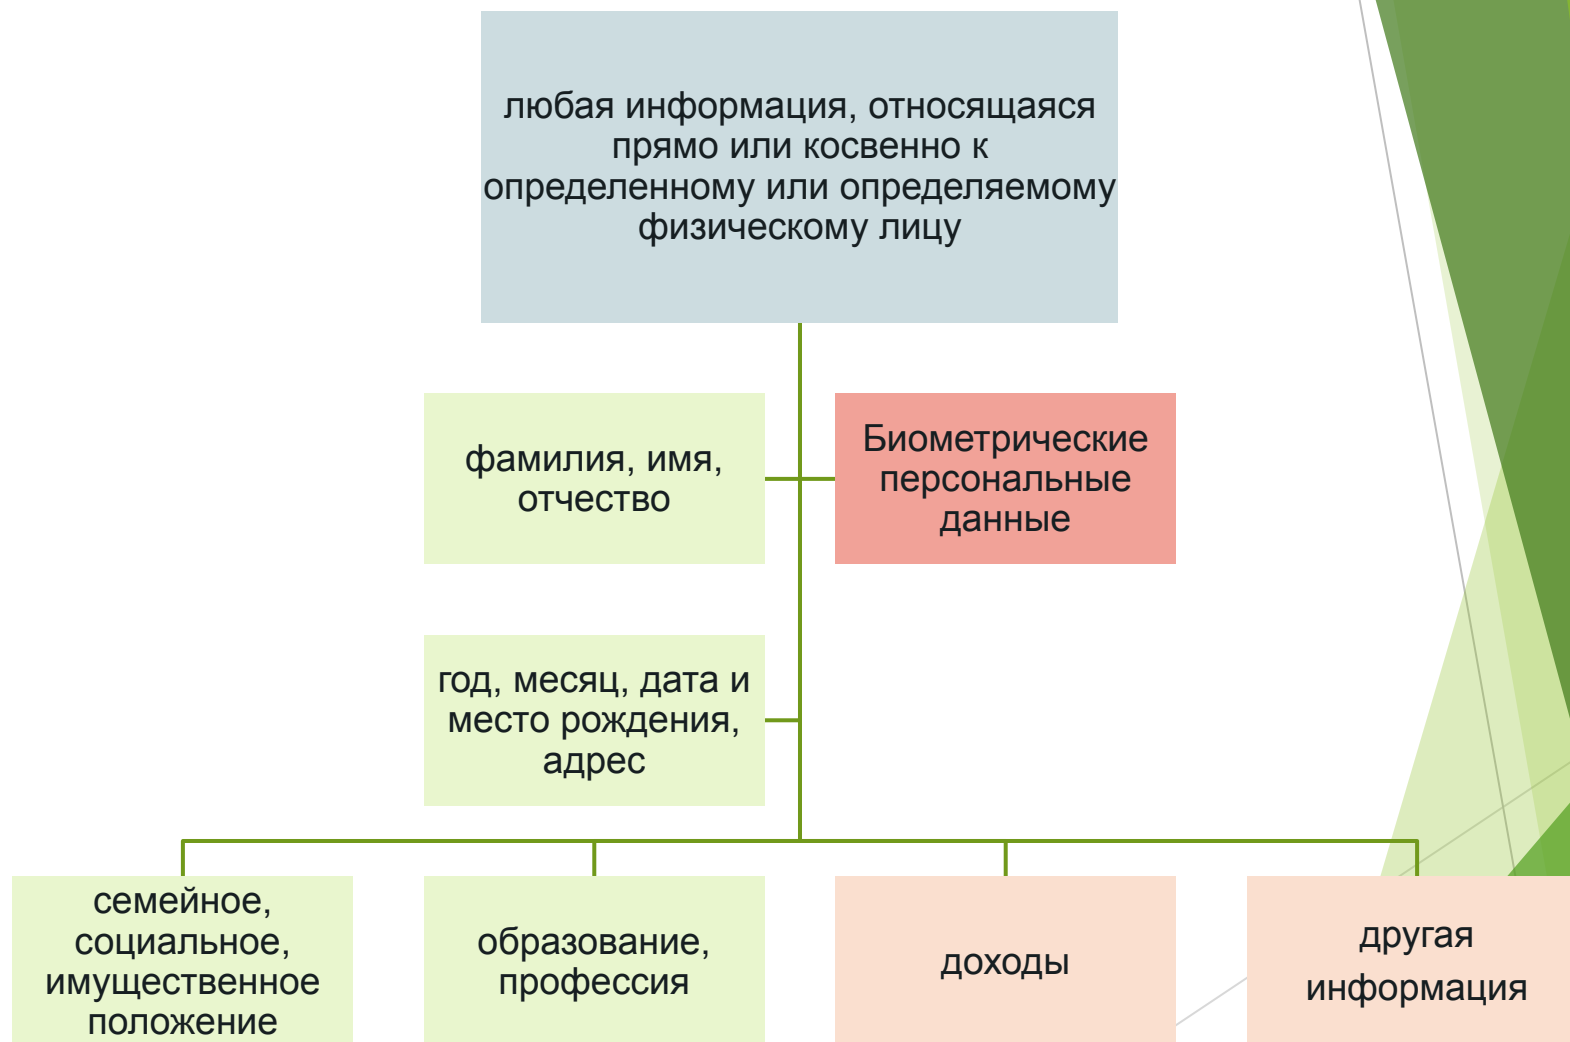 любая информация, относящаяся
прямо или косвенно к
определенному или определяемому
физическому лицу
фамилия, имя,
отчество
Биометрические
персональные
данные
год, месяц, дата и
место рождения,
адрес
семейное,
социальное,
имущественное
положение
образование,
профессия
доходы
другая
информация